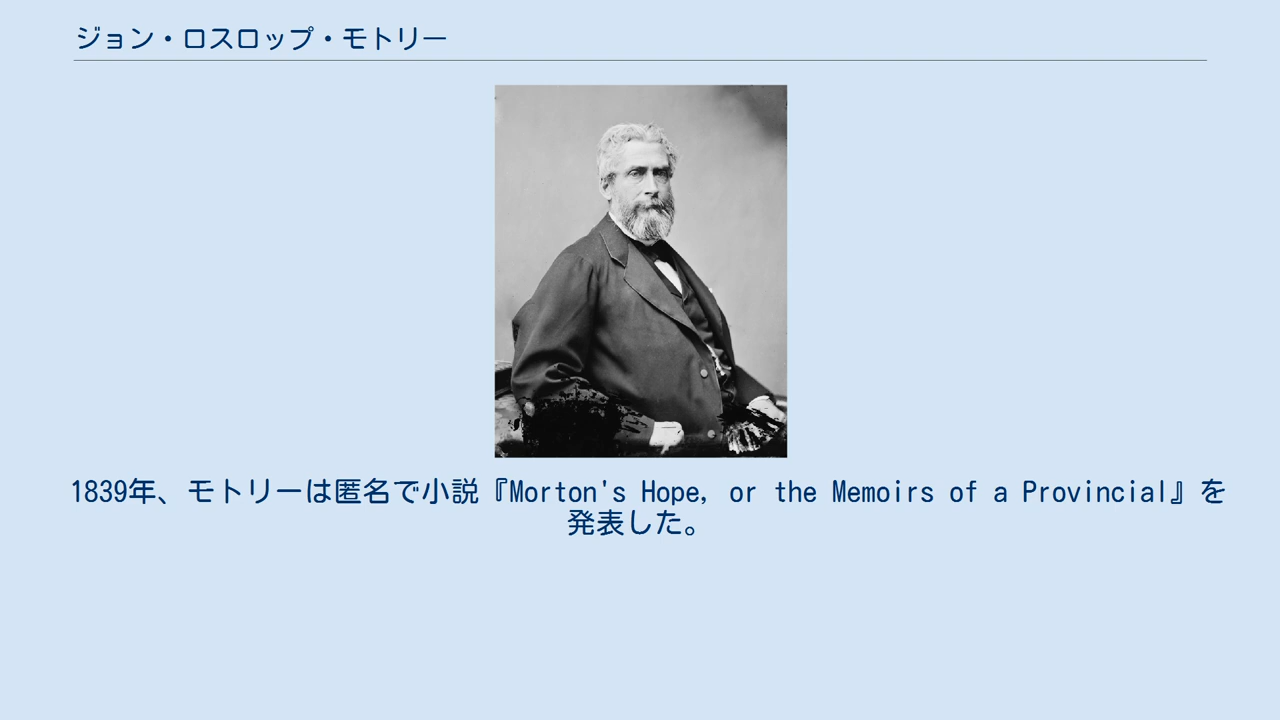 ジョン・ロスロップ・モトリー
1839年、モトリーは匿名で小説『Morton's Hope, or the Memoirs of a Provincial』を
発表した。